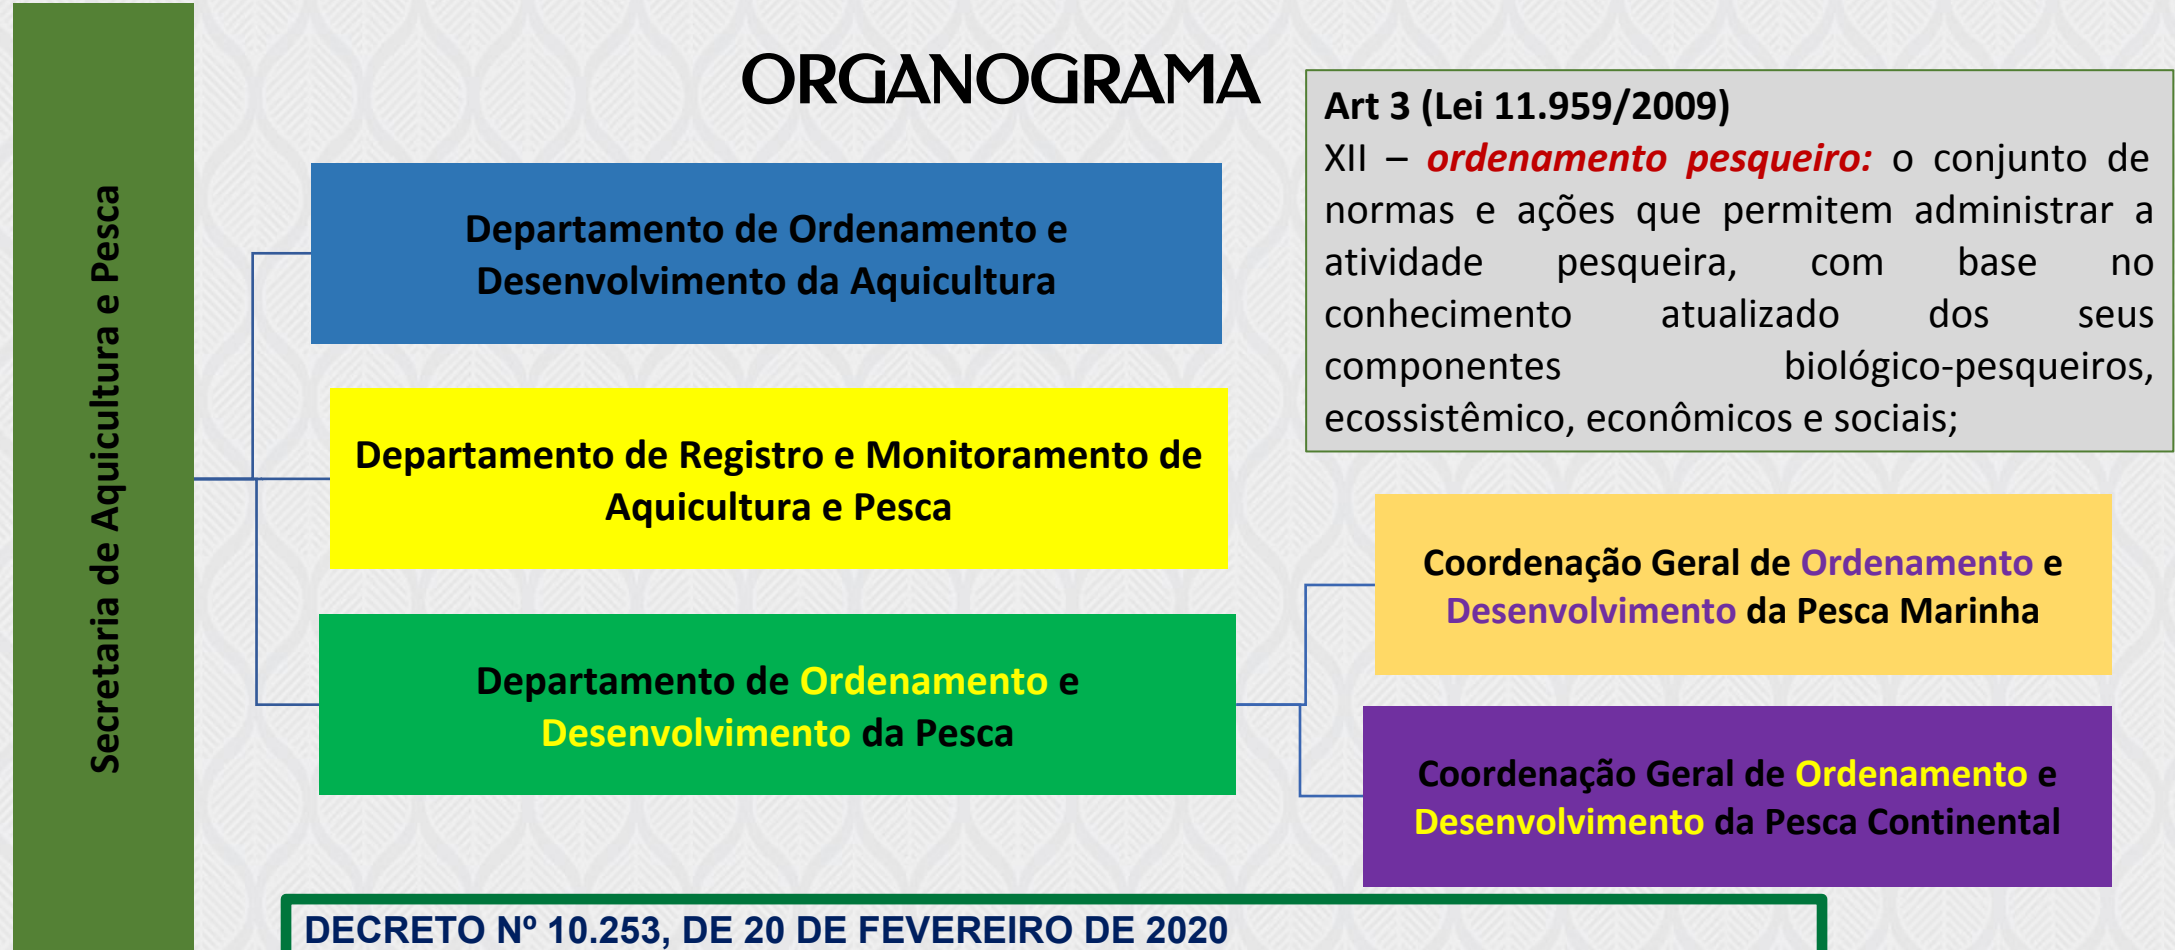 ORGANOGRAMA
Secretaria de Aquicultura e Pesca
Departamento de Ordenamento e
Desenvolvimento da Aquicultura
Departamento de Registro e Monitoramento de
Aquicultura e Pesca
Departamento de Ordenamento e
Desenvolvimento da Pesca
Art 3 (Lei 11.959/2009)
XII – ordenamento pesqueiro: o conjunto de
normas e ações que permitem administrar a
atividade pesqueira, com base no
conhecimento atualizado dos seus
componentes biológico-pesqueiros,
ecossistêmico, econômicos e sociais;
Coordenação Geral de Ordenamento e
Desenvolvimento da Pesca Marinha
Coordenação Geral de Ordenamento e
Desenvolvimento da Pesca Continental
DECRETO Nº 10.253, DE 20 DE FEVEREIRO DE 2020